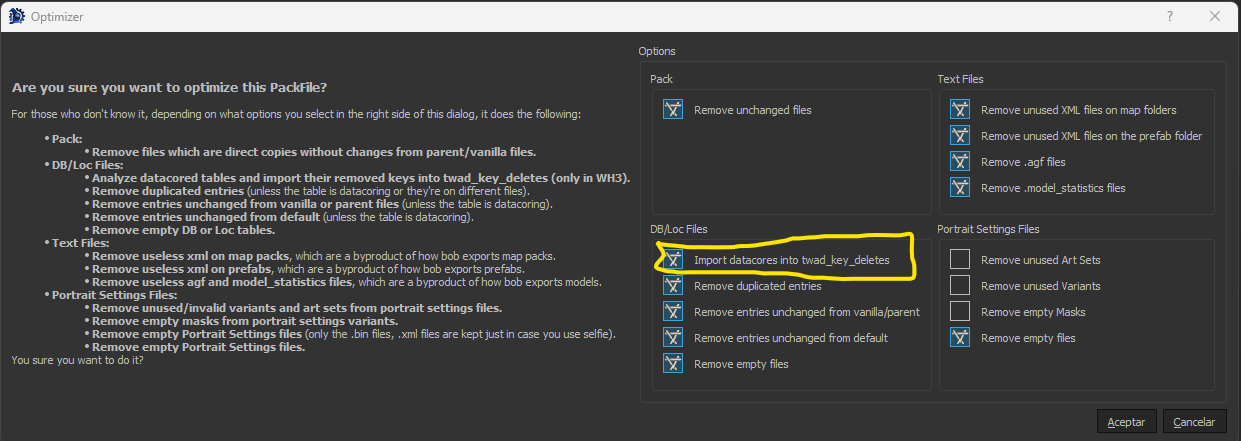 Optimizer
?
Are you sure you want to optimize this PackFile?
For those who don't know it, depending on what options you select in the right side of this dialog, it does the following:
• Pack:
• Remove files which are direct copies without changes from parent/vanilla files.
• DB/Loc Files:
• Analyze datacored tables and import their removed keys into twad_key_deletes (only in WH3).
• Remove duplicated entries (unless the table is datacoring or they're on different files).
• Remove entries unchanged from vanilla or parent files (unless the table is datacoring).
• Remove entries unchanged from default (unless the table is datacoring).
• Remove empty DB or Loc tables.
• Text Files:
• Remove useless xml on map packs, which are a byproduct of how bob exports map packs.
• Remove useless xml on prefabs, which are a byproduct of how bob exports prefabs.
• Remove useless agf and model_statistics files, which are a byproduct of how bob exports models.
• Portrait Settings Files:
• Remove unused/invalid variants and art sets from portrait settings files.
• Remove empty masks from portrait settings variants.
• Remove empty Portrait Settings files (only the .bin files, .xml files are kept just in case you use selfie).
• Remove empty Portrait Settings files.
You sure you want to do it?
Options
Pack
Remove unchanged files
Text Files
Remove unused XML files on map folders
Remove unused XML files on the prefab folder
Remove .agf files
Remove .model_statistics files
DB/Loc Files
Import datacores into twad_key_deletes
Remove duplicated entries
Remove entries unchanged from vanilla/parent
Remove entries unchanged from default
Remove empty files
Portrait Settings Files
Remove unused Art Sets
Remove unused Variants
Remove empty Masks
Remove empty files
Aceptar
Cancelar